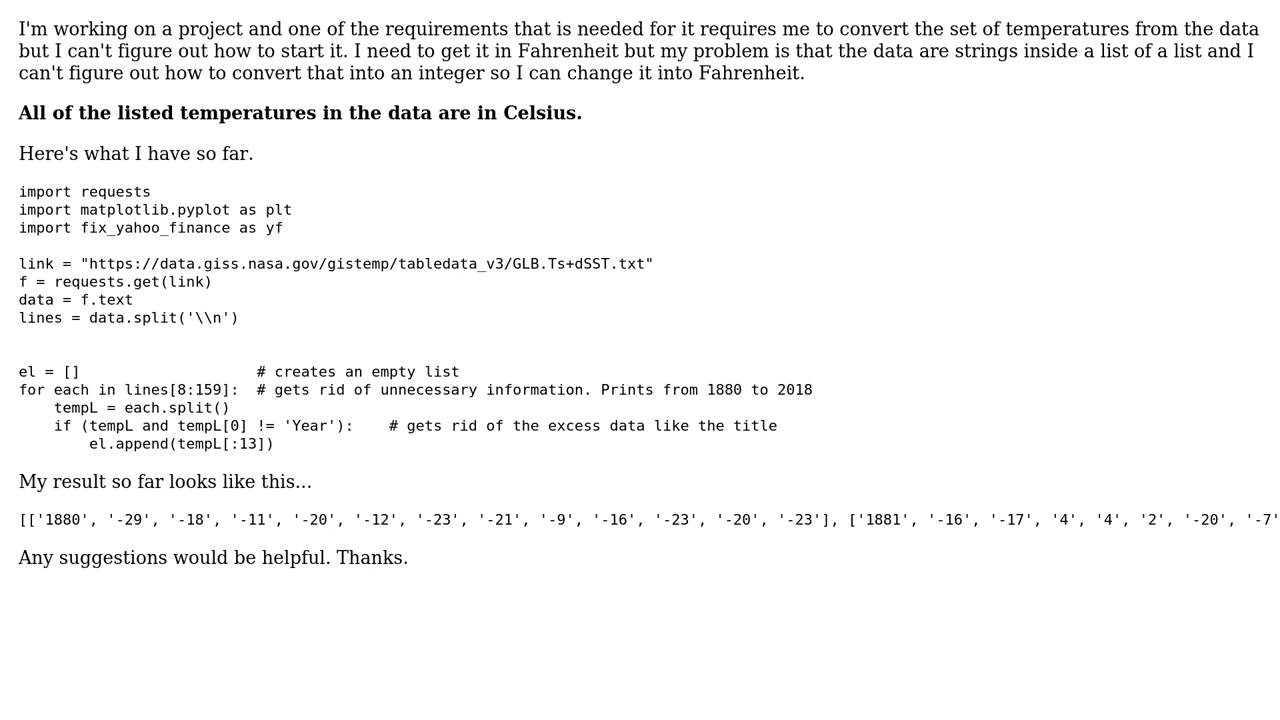 I'm working on a project and one of the requirements that is needed for it requires me to convert the set of temperatures from the data
but I can't figure out how to start it. I need to get it in Fahrenheit but my problem is that the data are strings inside a list of a list and I
can't figure out how to convert that into an integer so I can change it into Fahrenheit.
All of the listed temperatures in the data are in Celsius.
Here's what I have so far.
import requests
import matplotlib.pyplot as plt
import fix_yahoo_finance as yf
link = "https://data.giss.nasa.gov/gistemp/tabledata_v3/GLB.Ts+dSST.txt"
f = requests.get(link)
data = f.text
lines = data.split('\\n')
el = []                    # creates an empty list
for each in lines[8:159]:  # gets rid of unnecessary information. Prints from 1880 to 2018
    tempL = each.split()
    if (tempL and tempL[0] != 'Year'):    # gets rid of the excess data like the title
        el.append(tempL[:13])
My result so far looks like this...
[['1880', '-29', '-18', '-11', '-20', '-12', '-23', '-21', '-9', '-16', '-23', '-20', '-23'], ['1881', '-16', '-17', '4', '4', '2', '-20', '-7'
Any suggestions would be helpful. Thanks.